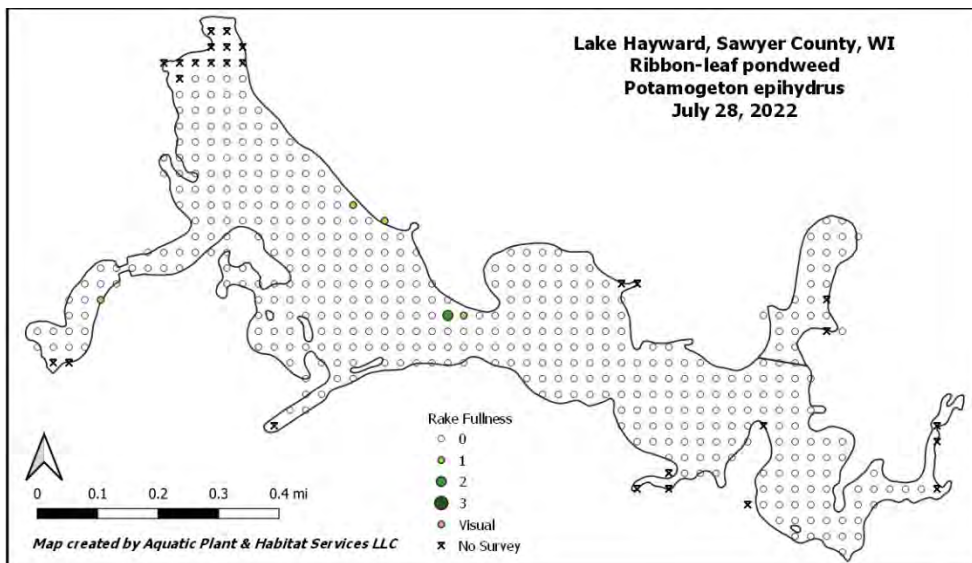 Lake Hayward, Sawyer County, WI
Ribbon-leaf pondweed
Potamogeton epihydrus
July 28, 2022
Rake Fullness
0
1
2
3
Visual
No Survey
0 0.1 0.2 0.3 0.4 mi
Map created by Aquatic Plant & Habitat Services LLC